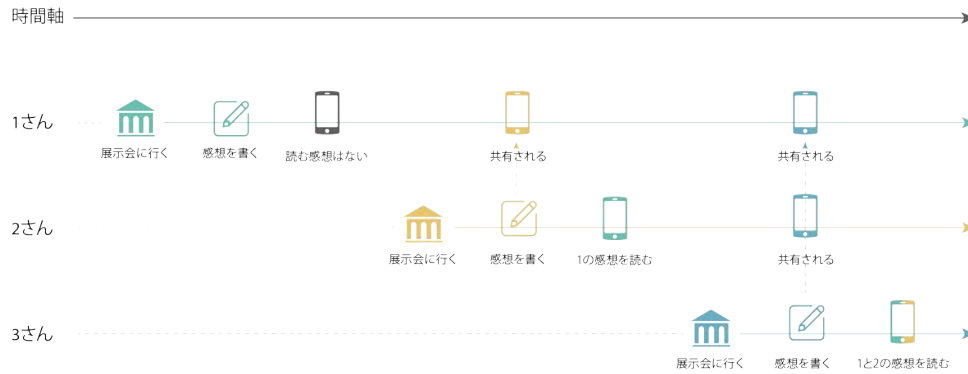 時間軸
1さん
展示会に行く 感想を書く 読む感想はない 共有される 共有される
2さん
展示会に行く 感想を書く 1の感想を読む 共有される
3さん
展示会に行く 感想を書く 1と2の感想を読む